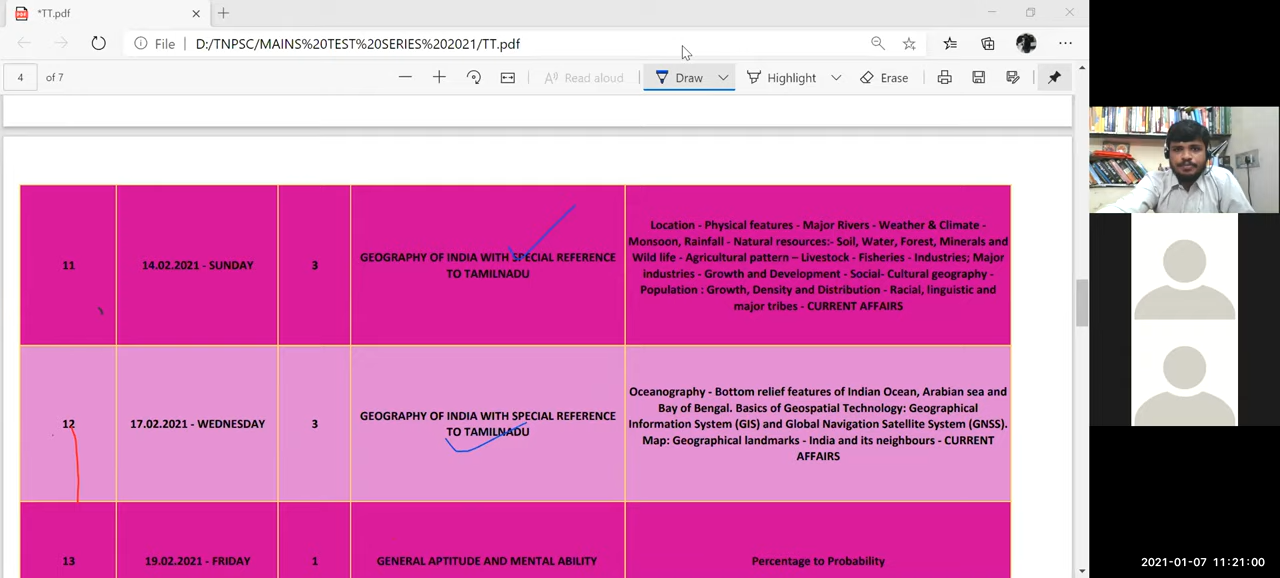 *TT.pdf
File
D:/TNPSC/MAINS%20TEST%20SERIES%202021/TT.pdf
4 of 7
Read aloud
Draw
Highlight
Erase
11
14.02.2021 - SUNDAY
3
GEOGRAPHY OF INDIA WITH SPECIAL REFERENCE
TO TAMILNADU
Location - Physical features - Major Rivers - Weather & Climate -
Monsoon, Rainfall - Natural resources:- Soil, Water, Forest, Minerals and
Wild life - Agricultural pattern – Livestock - Fisheries - Industries; Major
industries - Growth and Development - Social- Cultural geography -
Population : Growth, Density and Distribution - Racial, linguistic and
major tribes - CURRENT AFFAIRS
12
17.02.2021 - WEDNESDAY
3
GEOGRAPHY OF INDIA WITH SPECIAL REFERENCE
TO TAMILNADU
Oceanography - Bottom relief features of Indian Ocean, Arabian sea and
Bay of Bengal. Basics of Geospatial Technology: Geographical
Information System (GIS) and Global Navigation Satellite System (GNSS).
Map: Geographical landmarks - India and its neighbours - CURRENT
AFFAIRS
13
19.02.2021 - FRIDAY
1
GENERAL APTITUDE AND MENTAL ABILITY
Percentage to Probability
2021-01-07 11:21:00